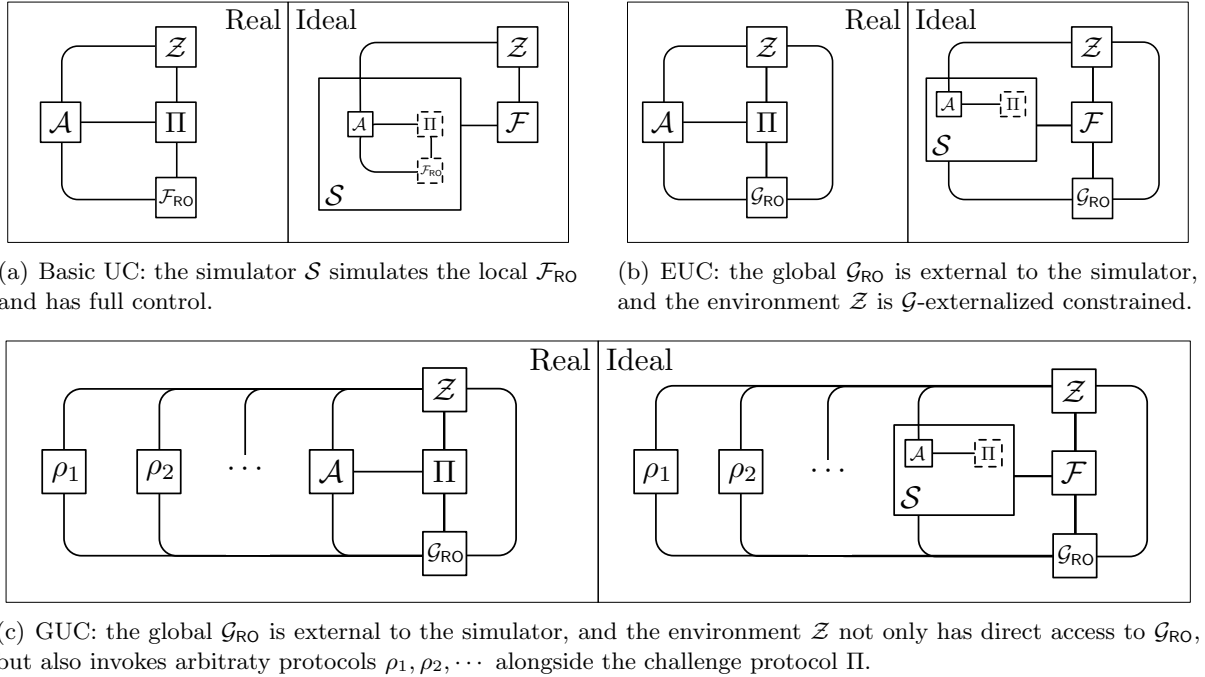 Real Ideal
𝒵 𝒵
𝒜 Π 𝒜 Π ℱ
ℱRO ℱRO
𝒮
Real Ideal
𝒵 𝒵
𝒜 Π 𝒜 Π ℱ
𝒮
𝒢RO 𝒢RO
(a) Basic UC: the simulator 𝒮 simulates the local ℱRO
and has full control.
(b) EUC: the global 𝒢RO is external to the simulator,
and the environment 𝒵 is 𝒢-externalized constrained.
Real Ideal
𝒵 𝒵
ρ1 ρ2 ⋯ 𝒜 Π ρ1 ρ2 ⋯ 𝒜 Π ℱ
𝒮
𝒢RO 𝒢RO
(c) GUC: the global 𝒢RO is external to the simulator, and the environment 𝒵 not only has direct access to 𝒢RO,
but also invokes arbitraty protocols ρ1, ρ2, ⋯ alongside the challenge protocol Π.